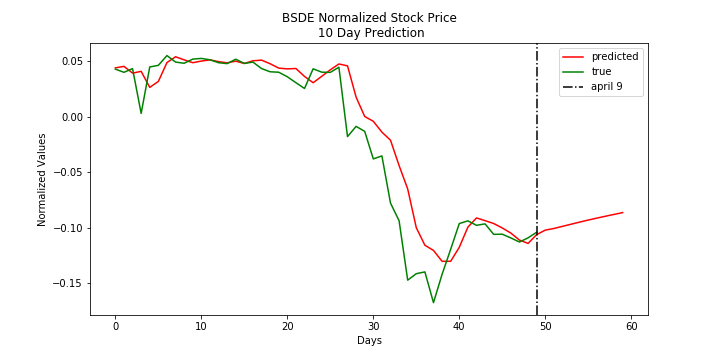 BSDE Normalized Stock Price
10 Day Prediction
predicted
true
april 9
Normalized Values
0.05
0.00
−0.05
−0.10
−0.15
0 10 20 30 40 50 60
Days